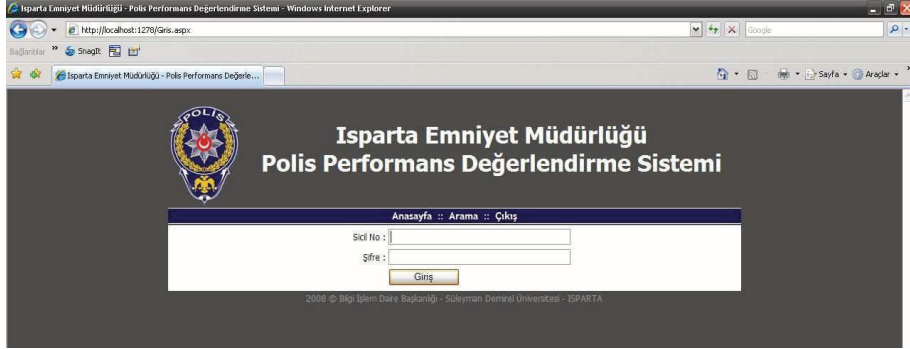 Isparta Emniyet Müdürlüğü - Polis Performans Değerlendirme Sistemi - Windows Internet Explorer
http://localhost:1278/Giris.aspx
Google
Bağlantılar » SnagIt
Isparta Emniyet Müdürlüğü - Polis Performans Değerle...
Sayfa Araçlar »
POLİS
Isparta Emniyet Müdürlüğü
Polis Performans Değerlendirme Sistemi
Anasayfa :: Arama :: Çıkış
Sicil No :
Şifre :
Giriş
2008 © Bilgi İşlem Daire Başkanlığı - Süleyman Demirel Üniversitesi - ISPARTA